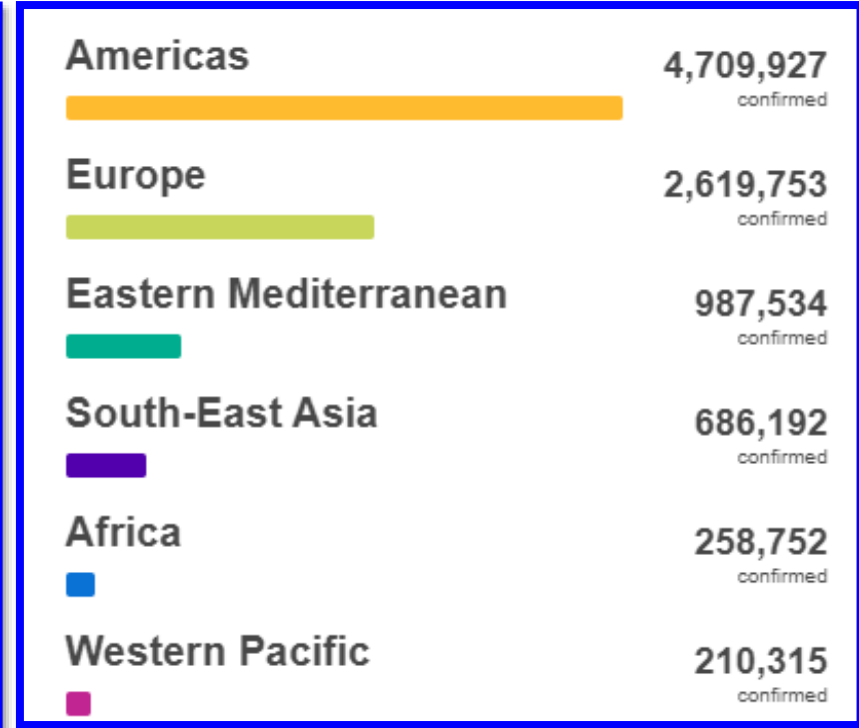 Americas
4,709,927
confirmed
Europe
2,619,753
confirmed
Eastern Mediterranean
987,534
confirmed
South-East Asia
686,192
confirmed
Africa
258,752
confirmed
Western Pacific
210,315
confirmed